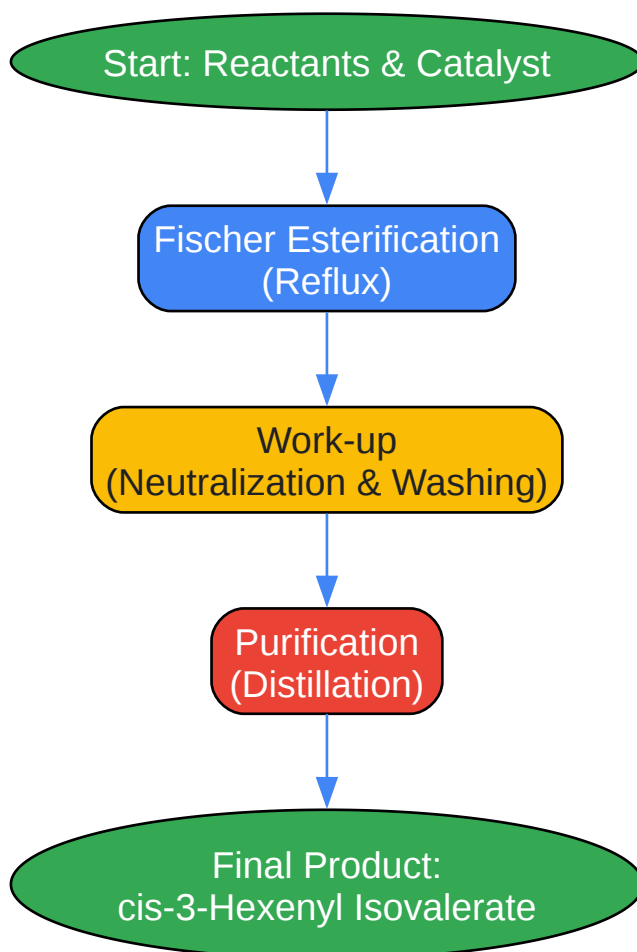 Start: Reactants & Catalyst
Fischer Esterification
(Reflux)
Work-up
(Neutralization & Washing)
Purification
(Distillation)
Final Product:
cis-3-Hexenyl Isovalerate